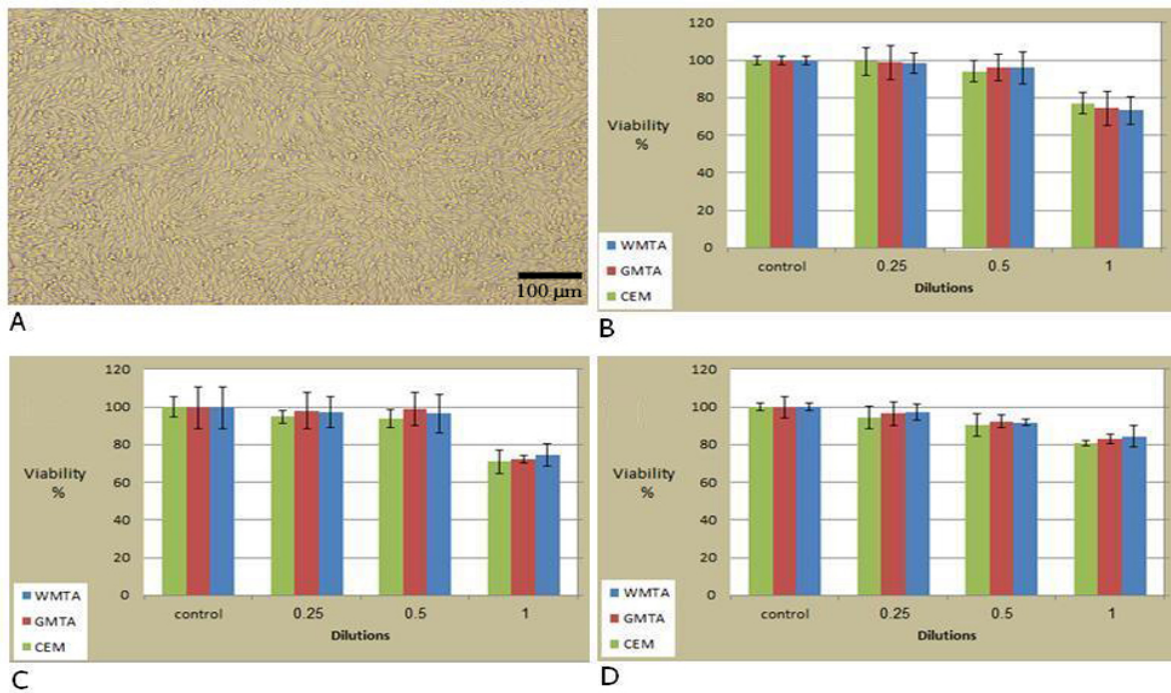 100 µm
A
120
100
80
60
40
20
0
Viability
%
WMTA
GMTA
CEM
control 0.25 0.5 1
Dilutions
B
120
100
80
60
40
20
0
Viability
%
WMTA
GMTA
CEM
control 0.25 0.5 1
Dilutions
C
120
100
80
60
40
20
0
Viability
%
WMTA
GMTA
CEM
control 0.25 0.5 1
Dilutions
D